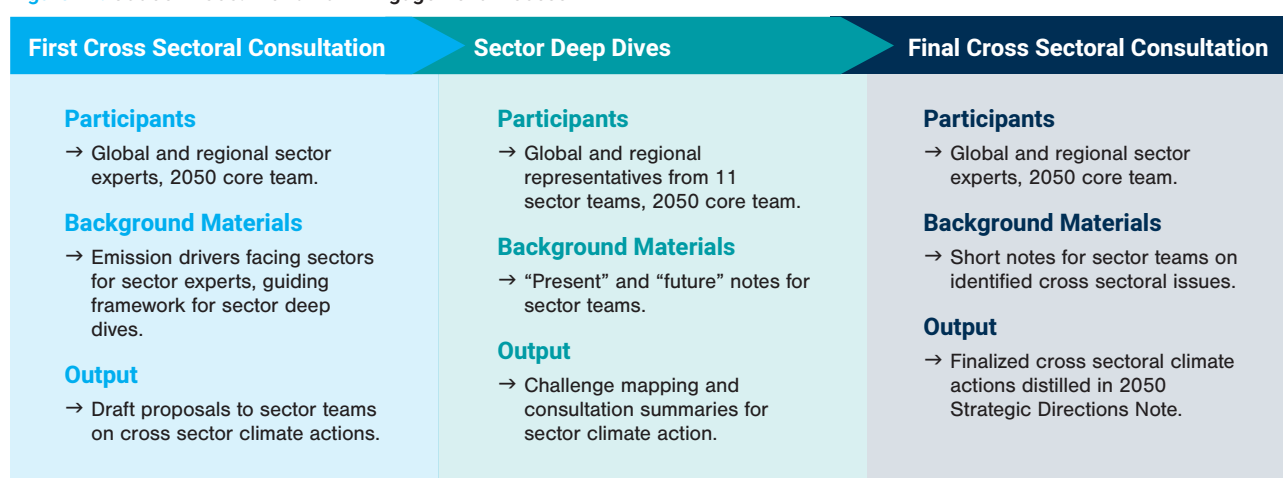 First Cross Sectoral Consultation
Participants
→ Global and regional sector
experts, 2050 core team.
Background Materials
→ Emission drivers facing sectors
for sector experts, guiding
framework for sector deep
dives.
Output
→ Draft proposals to sector teams
on cross sector climate actions.
Sector Deep Dives
Participants
→ Global and regional
representatives from 11
sector teams, 2050 core team.
Background Materials
→ “Present” and “future” notes for
sector teams.
Output
→ Challenge mapping and
consultation summaries for
sector climate action.
Final Cross Sectoral Consultation
Participants
→ Global and regional sector
experts, 2050 core team.
Background Materials
→ Short notes for sector teams on
identified cross sectoral issues.
Output
→ Finalized cross sectoral climate
actions distilled in 2050
Strategic Directions Note.